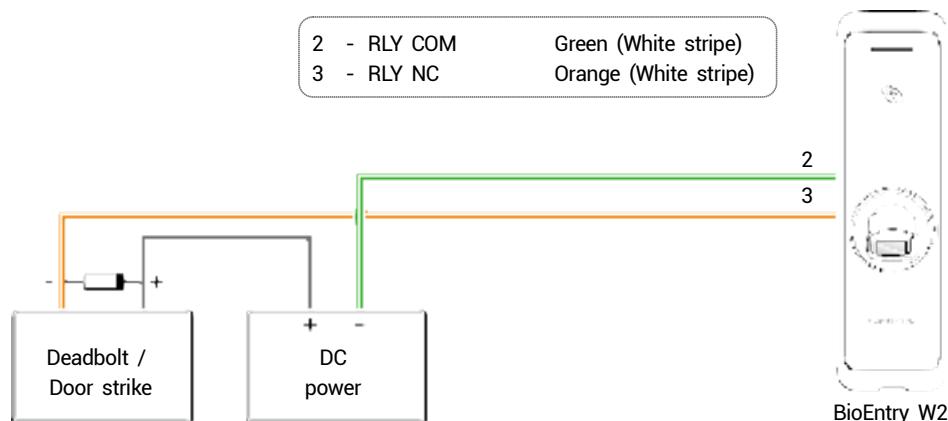 2 - RLY COM Green (White stripe)
3 - RLY NC Orange (White stripe)
2
3
- +
+ -
Deadbolt /
Door strike
DC
power
BioEntry W2